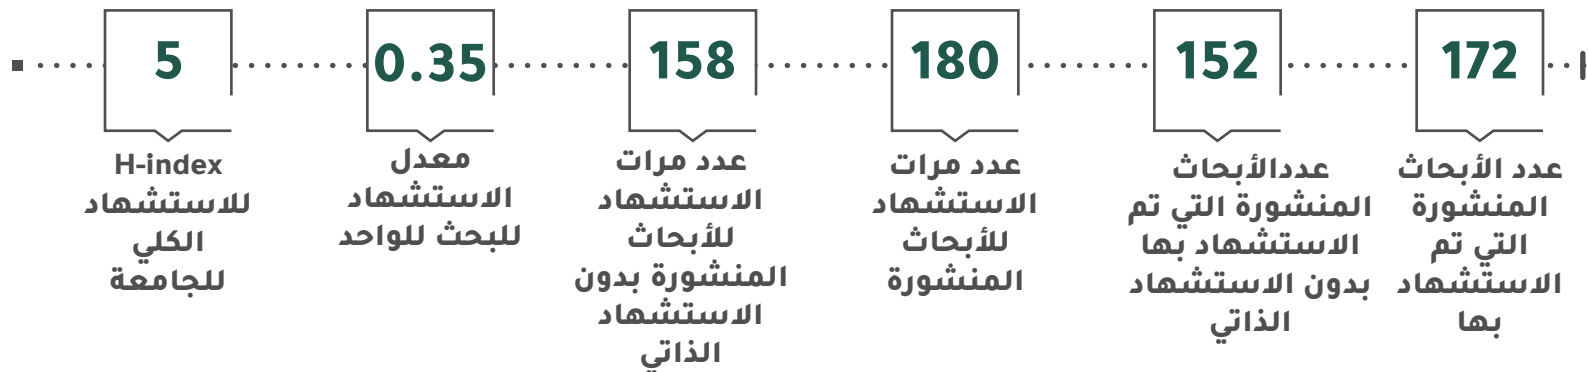 172
عدد الأبحاث
المنشورة
التي تم
الاستشهاد
بها
152
عددالأبحاث
المنشورة التي تم
الاستشهاد بها
بدون الاستشهاد
الذاتي
180
عدد مرات
الاستشهاد
للأبحاث
المنشورة
158
عدد مرات
الاستشهاد
للأبحاث
المنشورة بدون
الاستشهاد
الذاتي
0.35
معدل
الاستشهاد
للبحث للواحد
5
H-index
للاستشهاد
الكلي
للجامعة